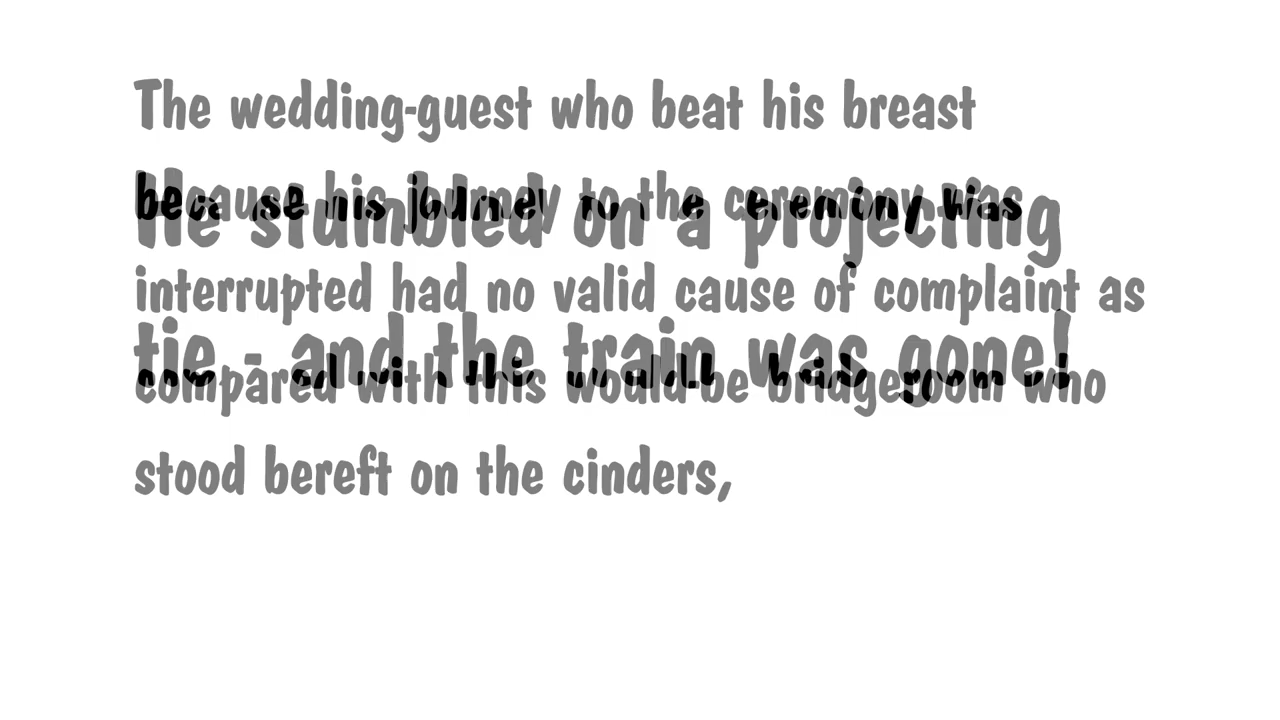 The wedding-guest who beat his breast
because his journey to the ceremony was
interrupted had no valid cause of complaint as
compared with this would-be bridgeroom who
stood bereft on the cinders,
He stumbled on a projecting
tie - and the train was gone!